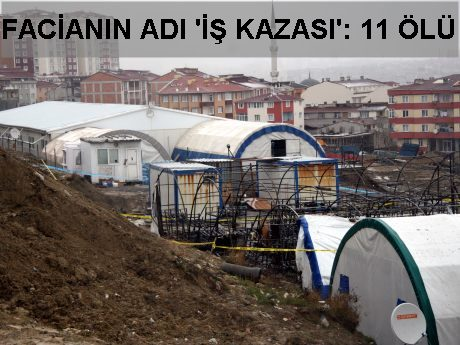 FACİANIN ADI 'İŞ KAZASI': 11 ÖLÜ